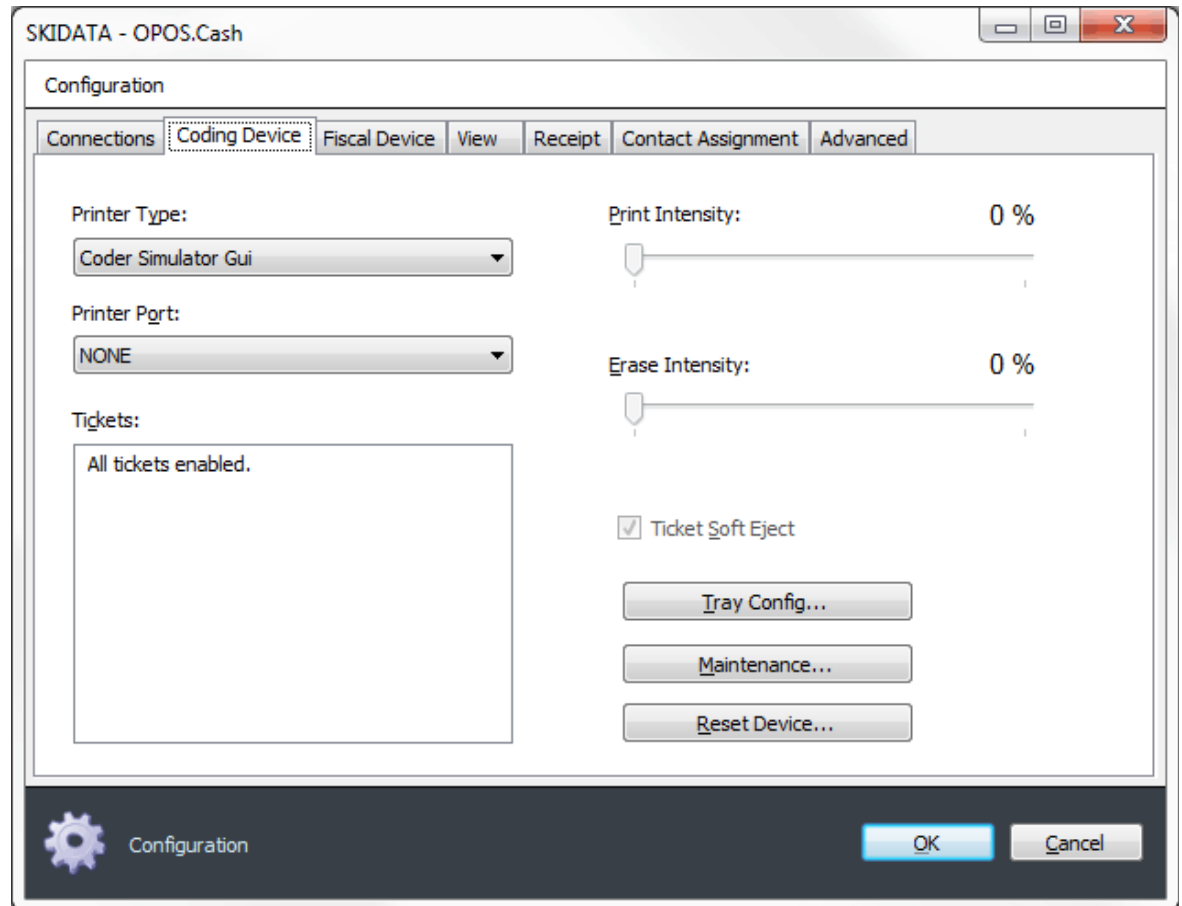 SKIDATA - OPOS.Cash
Configuration
Connections Coding Device Fiscal Device View Receipt Contact Assignment Advanced
Printer Type:
Coder Simulator Gui
Printer Port:
NONE
Tickets:
All tickets enabled.
Print Intensity: 0 %
Erase Intensity: 0 %
Ticket Soft Eject
Tray Config...
Maintenance...
Reset Device...
Configuration
OK Cancel